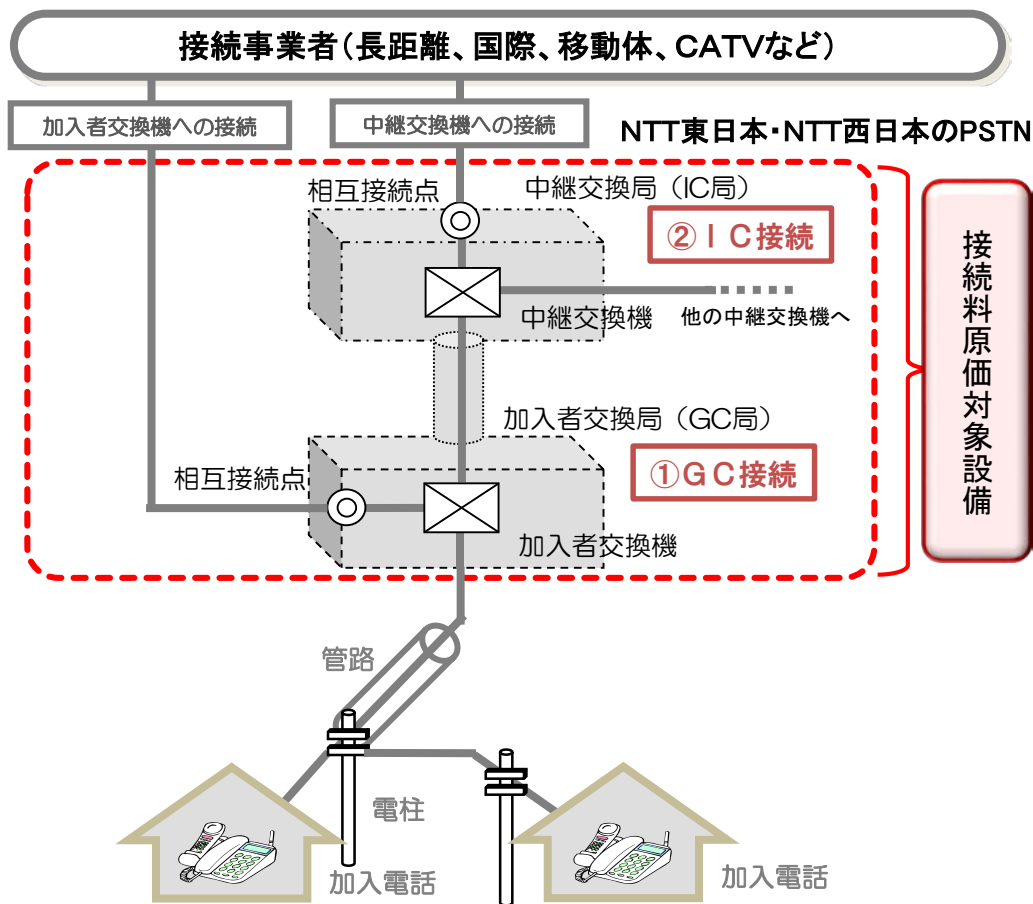 接続事業者(長距離、国際、移動体、CATVなど)
加入者交換機への接続
中継交換機への接続
NTT東日本・NTT西日本のPSTN
相互接続点
中継交換局(IC局)
②IC接続
中継交換機
他の中継交換機へ
接続料原価対象設備
加入者交換局(GC局)
相互接続点
①GC接続
加入者交換機
管路
電柱
加入電話
加入電話